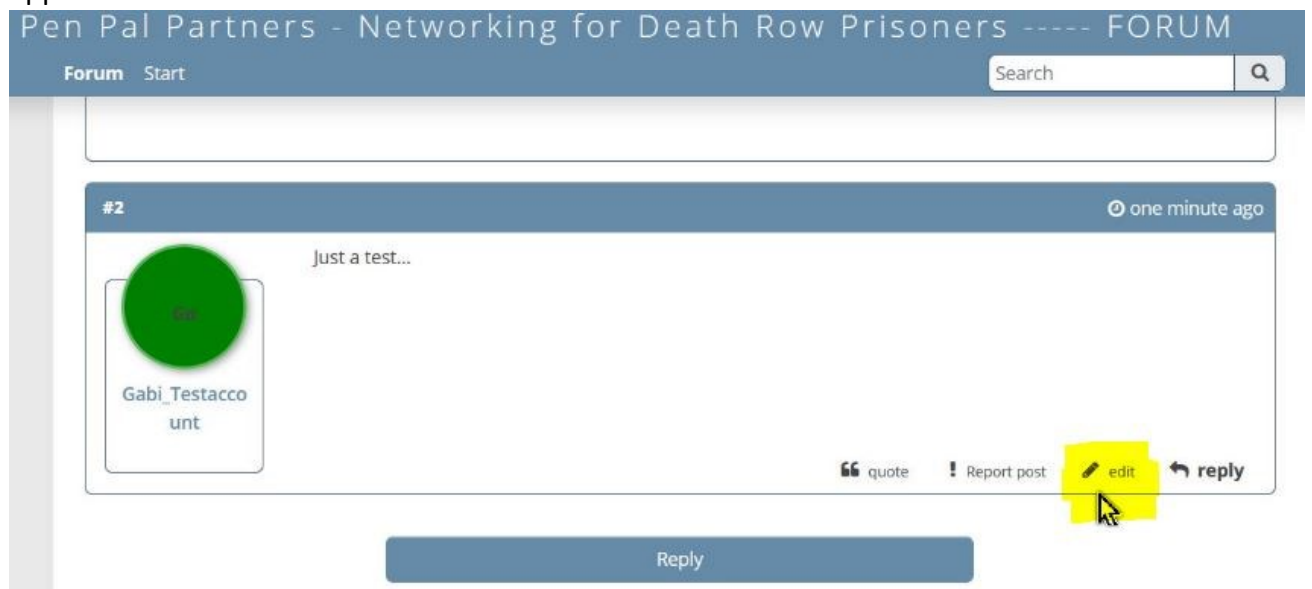 Pen Pal Partners - Networking for Death Row Prisoners ----- FORUM
Forum Start Search
#2 one minute ago
Just a test...
Gabi_Testacco
unt
quote Report post edit reply
Reply